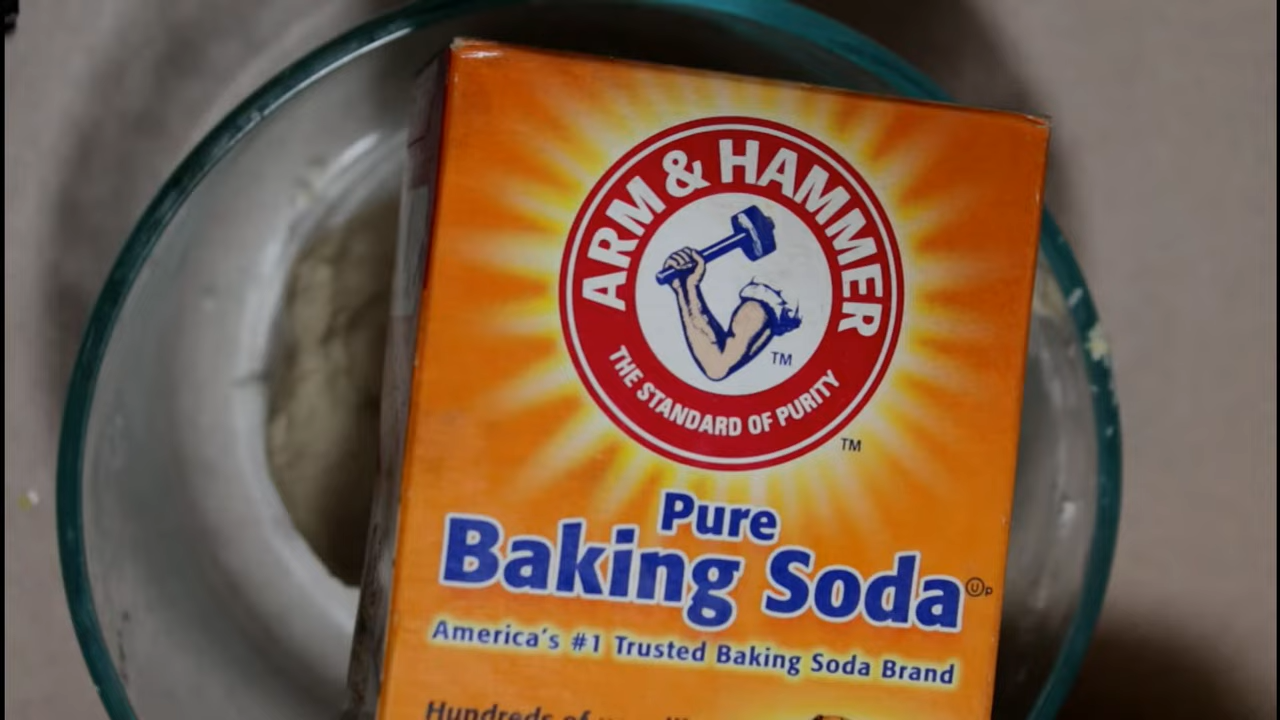 ARM & HAMMER
THE STANDARD OF PURITY
TM
TM
Pure
Baking Soda
Up
America's #1 Trusted Baking Soda Brand
Hundreds of